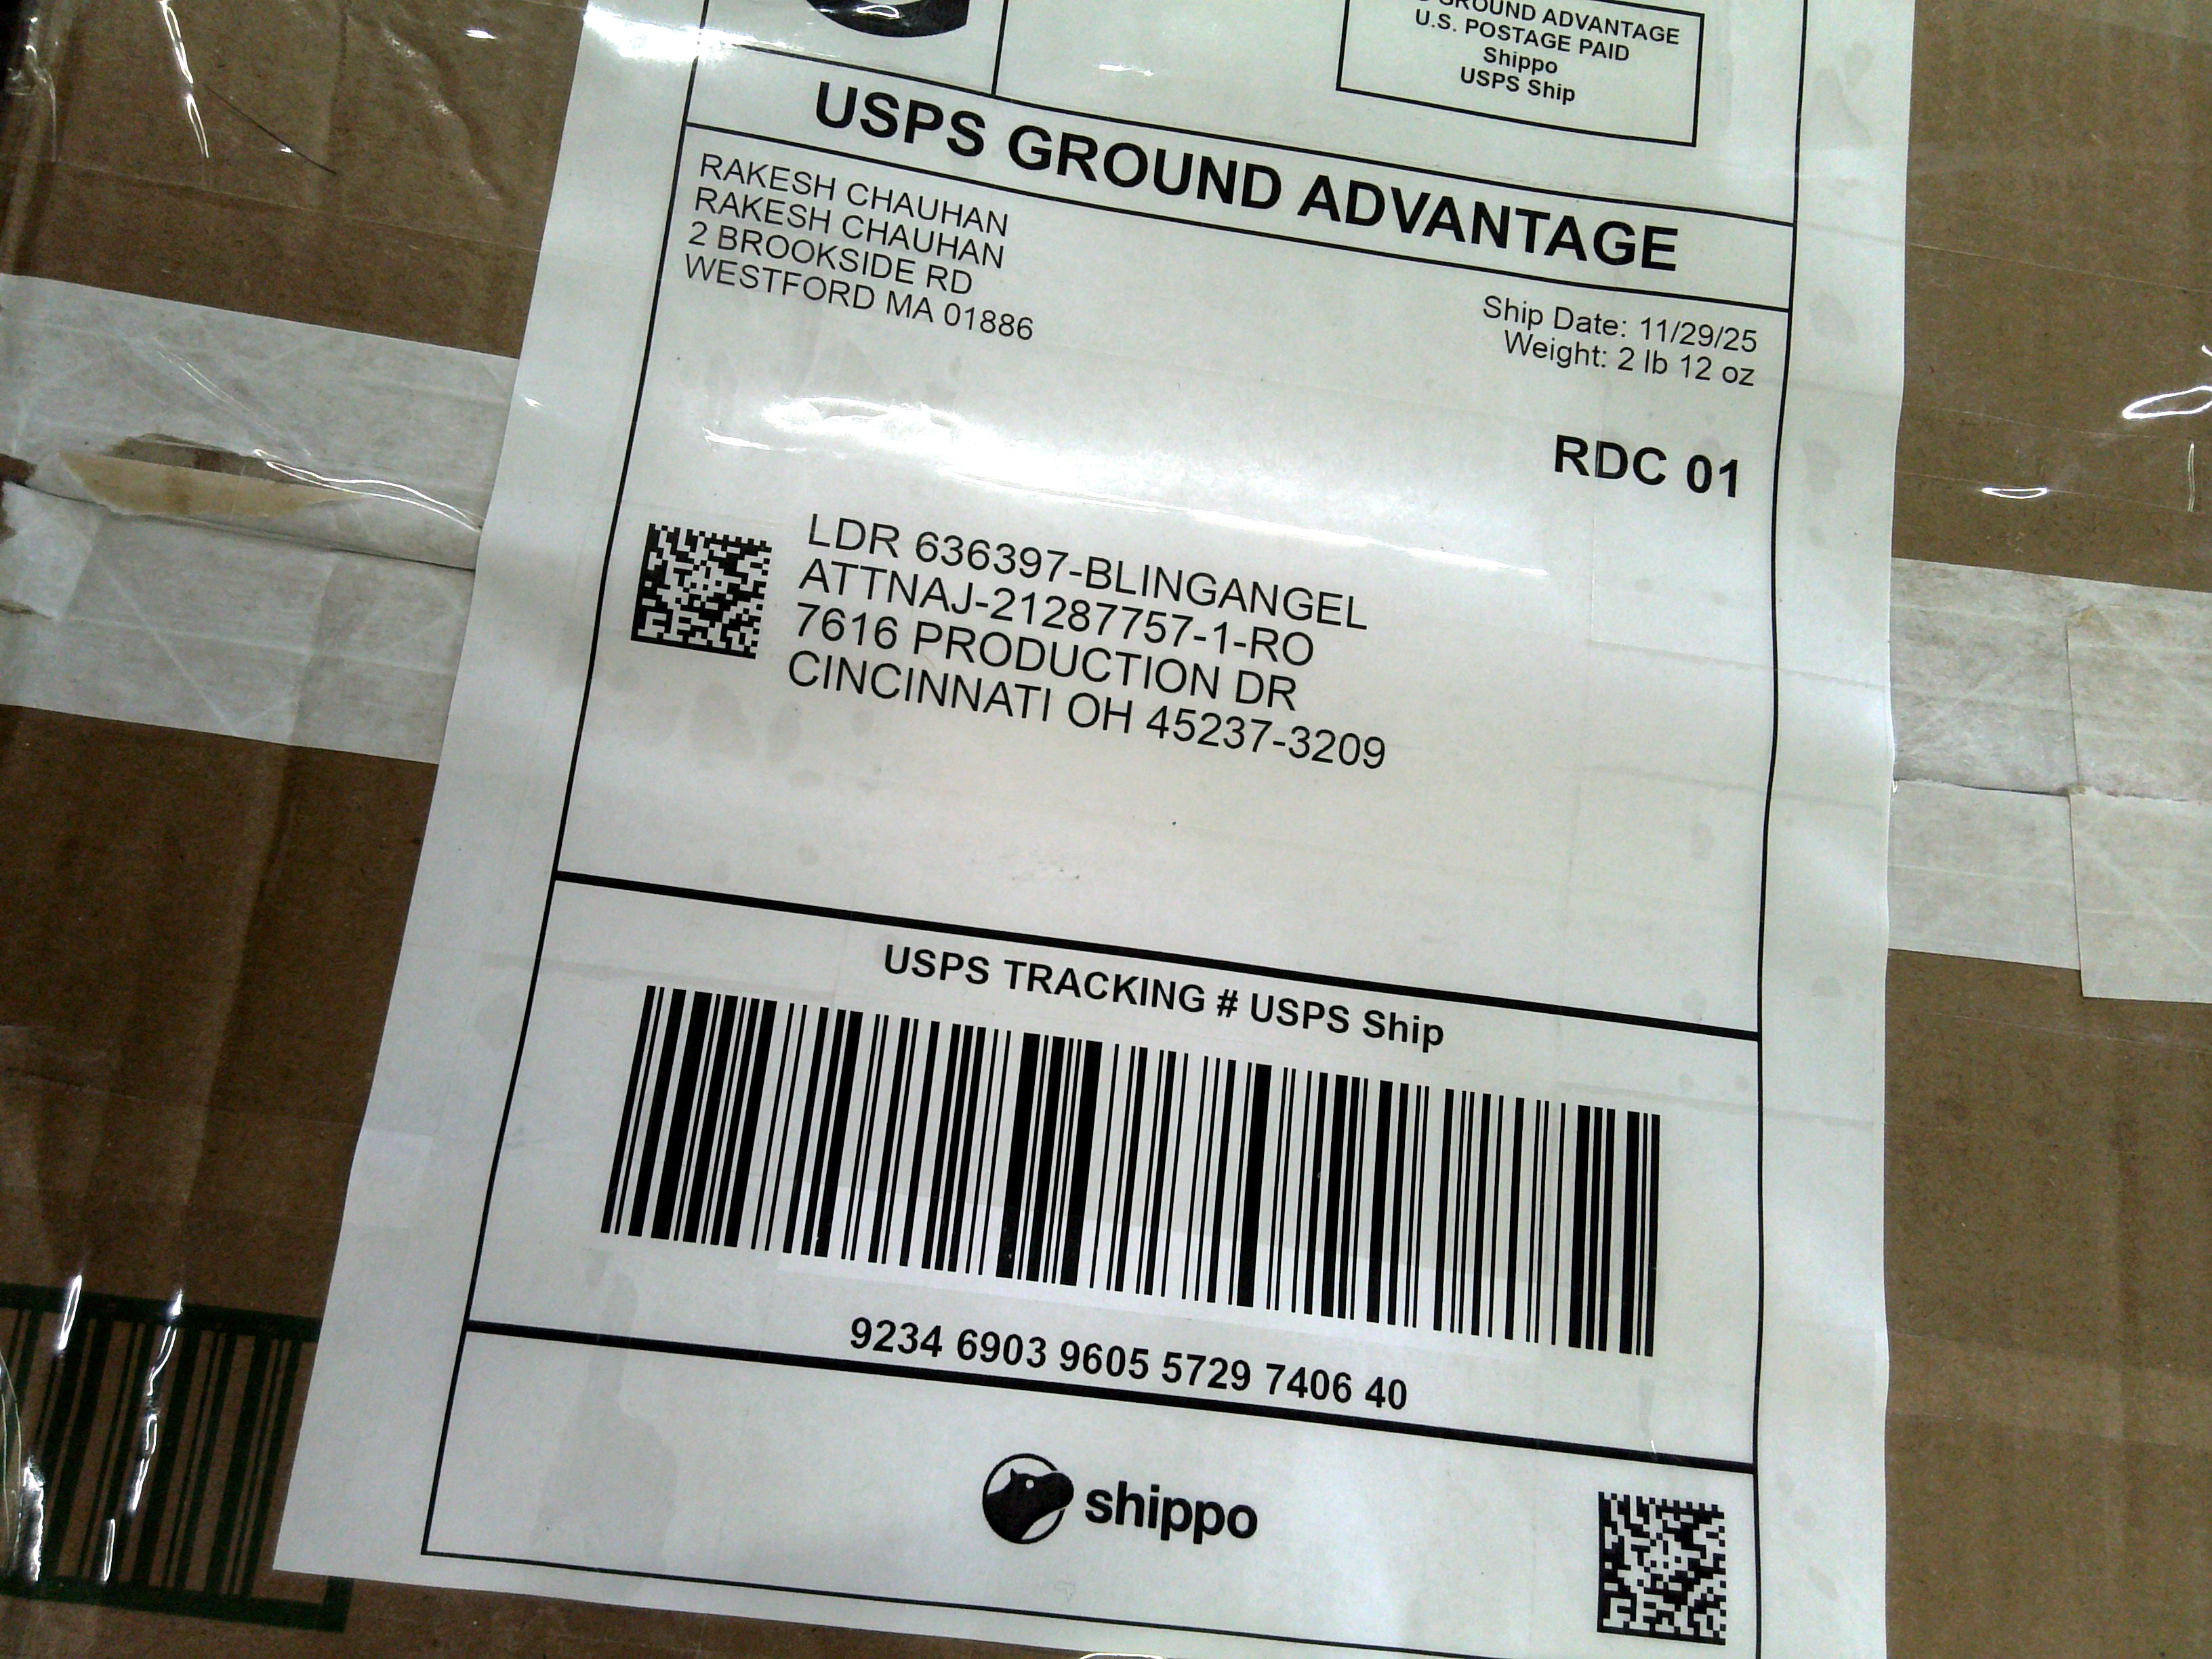 GROUND ADVANTAGE
U.S. POSTAGE PAID
Shippo
USPS Ship
USPS GROUND ADVANTAGE
RAKESH CHAUHAN
RAKESH CHAUHAN
2 BROOKSIDE RD
WESTFORD MA 01886
Ship Date: 11/29/25
Weight: 2 lb 12 oz
RDC 01
LDR 636397-BLINGANGEL
ATTNAJ-21287757-1-RO
7616 PRODUCTION DR
CINCINNATI OH 45237-3209
USPS TRACKING # USPS Ship
9234 6903 9605 5729 7406 40
shippo